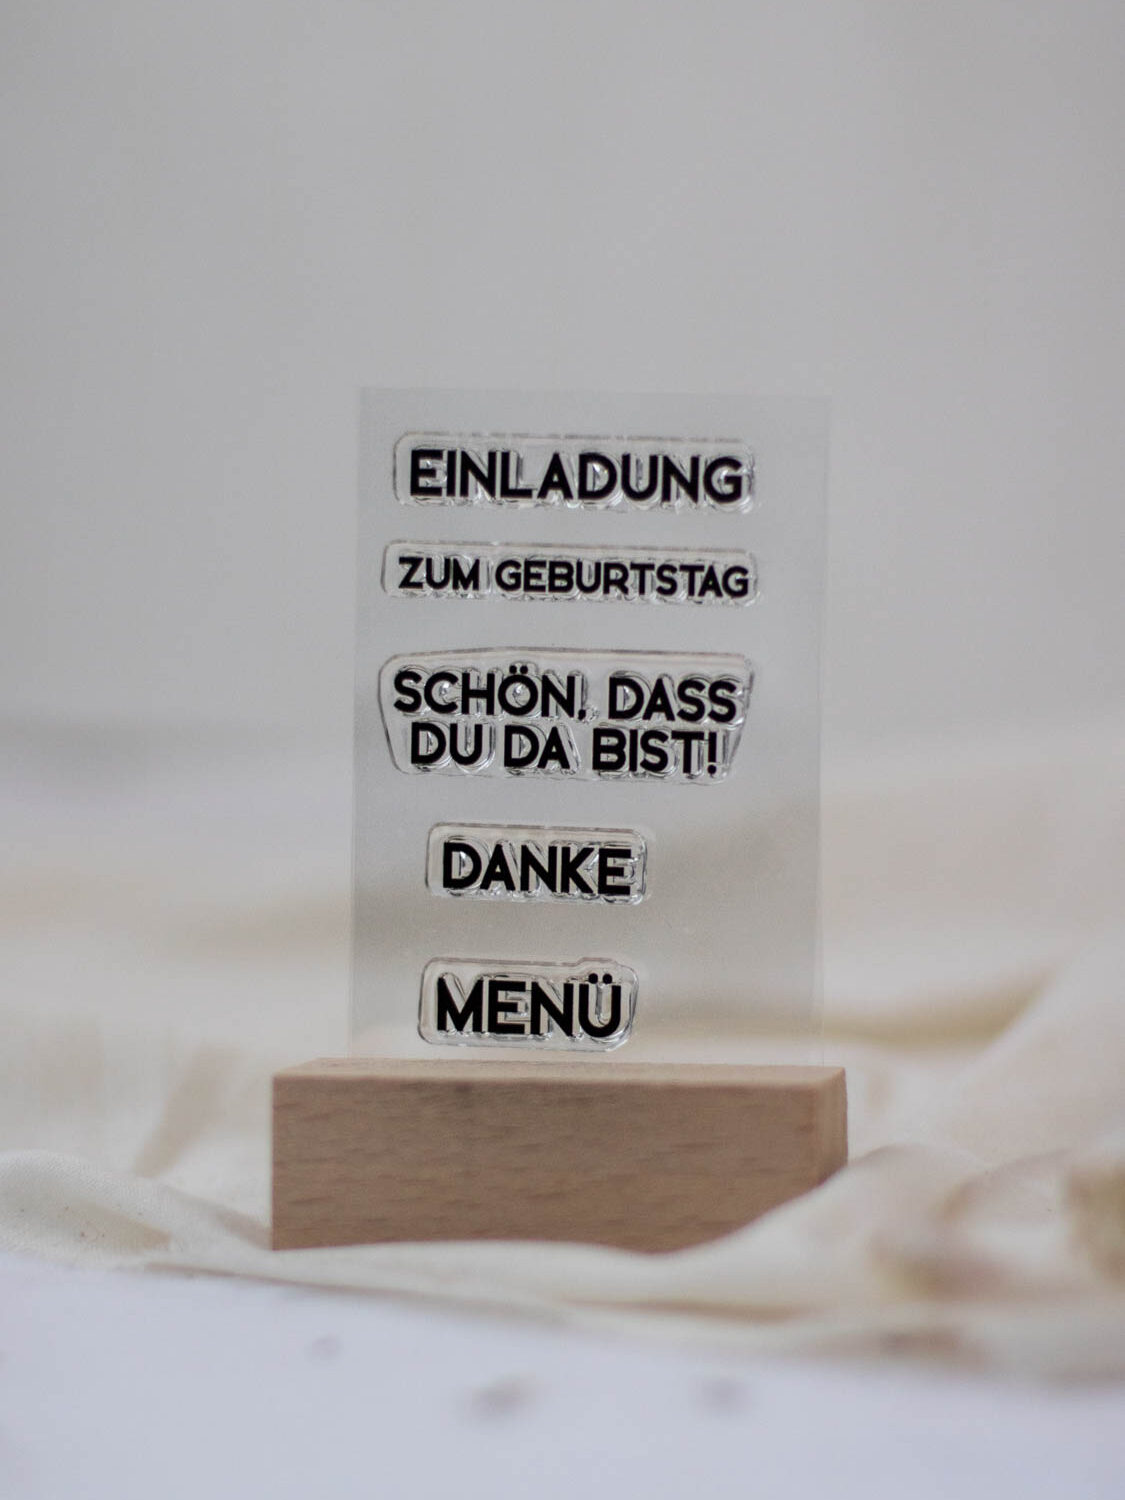 EINLADUNG
ZUM GEBURTSTAG
SCHÖN, DASS
DU DA BIST!
DANKE
MENÜ